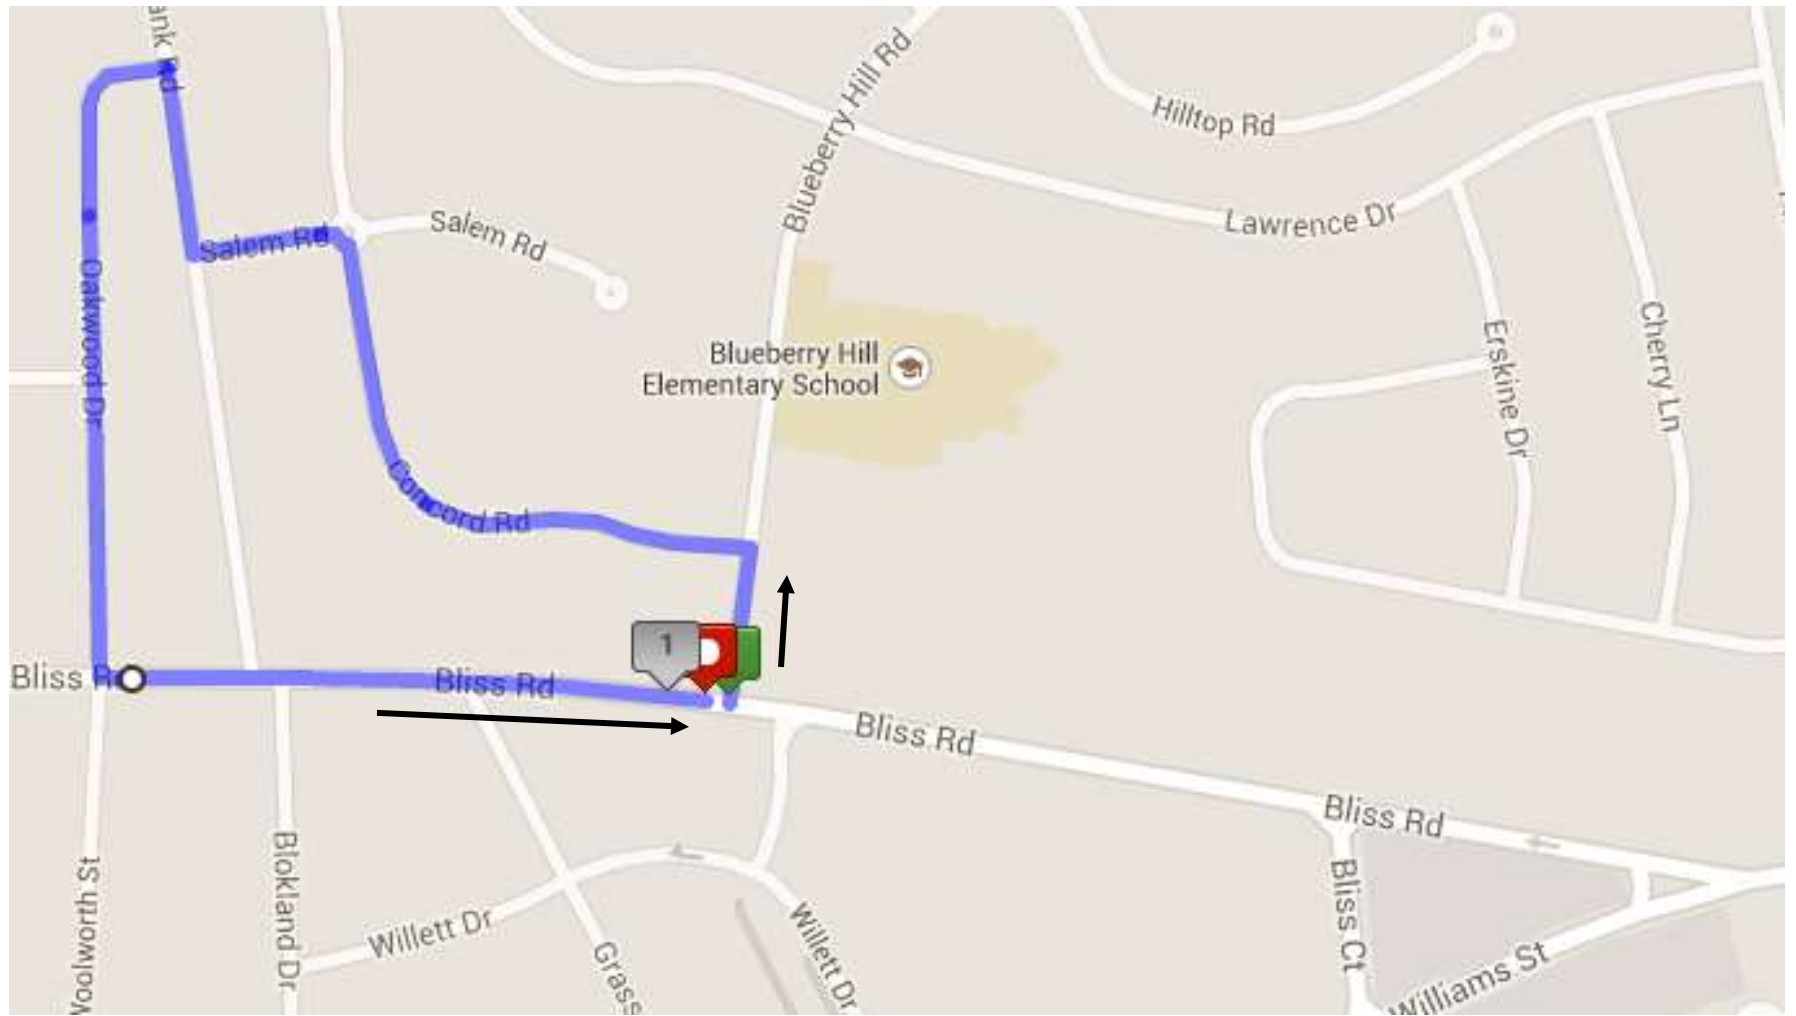 ank Rd
Hilltop Rd
Blueberry Hill Rd
Lawrence Dr
Salem Rd
Salem Rd
Oakwood Dr
Blueberry Hill
Elementary School
Erskine Dr
Cherry Ln
Concord Rd
1
Bliss R
Bliss Rd
Bliss Rd
Bliss Rd
Woolworth St
Blokland Dr
Willett Dr
Grass
Willett Dr
Bliss Ct
Williams St